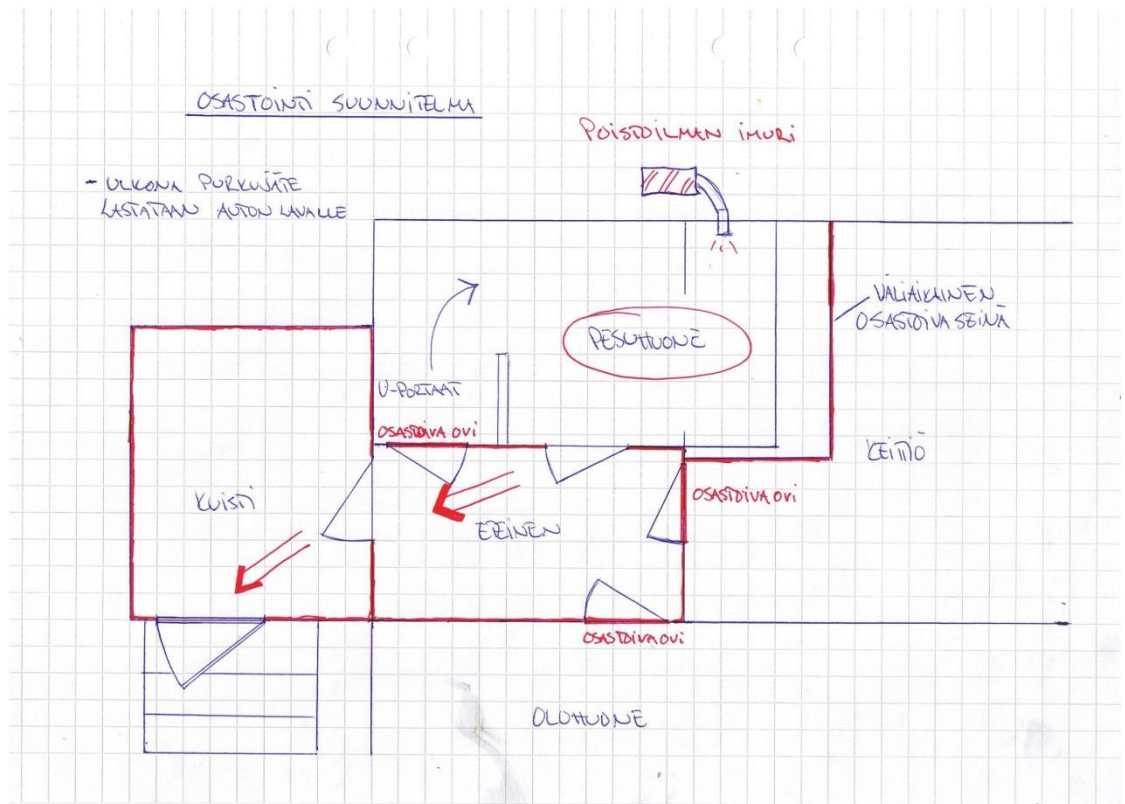 OSASTOINTI SUUNNITELMA
POISTOILMAN IMURI
- ULKONA PURKUJÄTE
LASTATAAN AUTON LAVALLE
VÄLIAIKAINEN
OSASTOIVA SEINÄ
PESUHUONE
U-PORTAAT
OSASTOIVA OVI
KEITTIÖ
KUISTI
OSASTOIVA OVI
ETEINEN
OSASTOIVA OVI
OLOHUONE